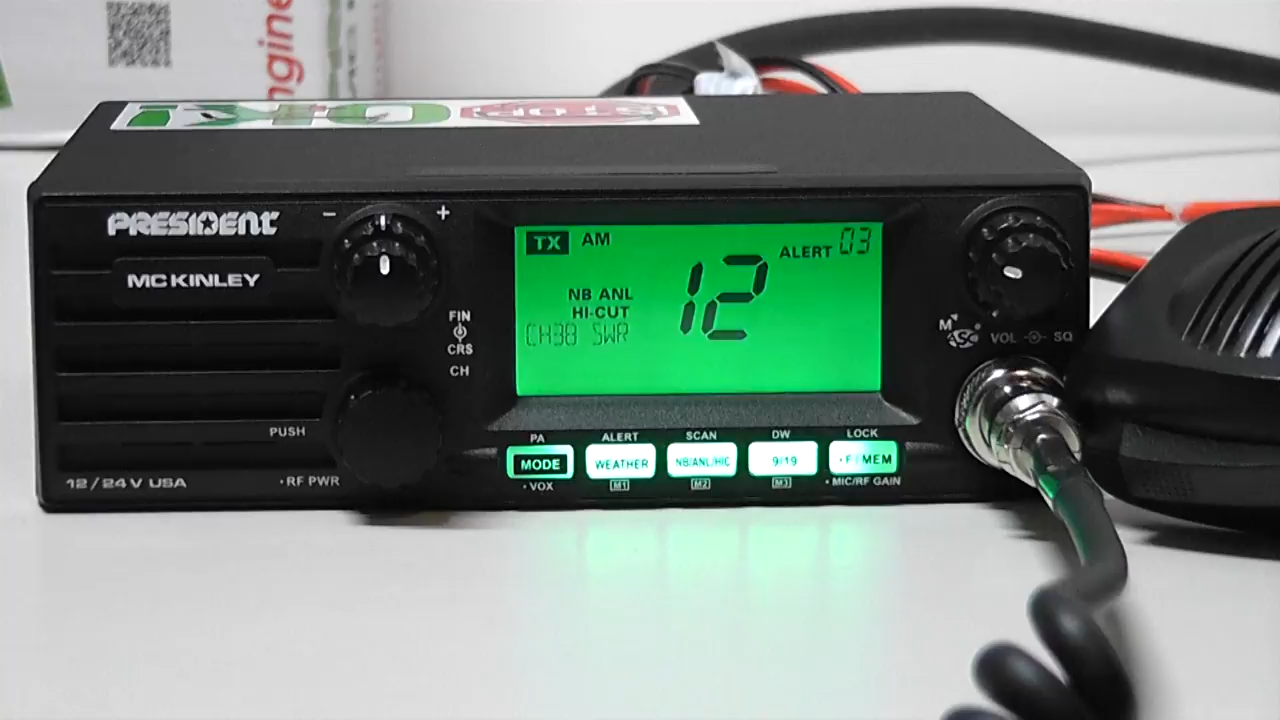 PRESIDENT
MC KINLEY
- +
FIN
CRS
CH
PUSH
12/24V USA
• RF PWR
TX AM
ALERT 03
12
NB ANL
HI-CUT
CH38 SWR
M ASC VOL SQ
PA ALERT SCAN DW LOCK
MODE WEATHER NB/ANL/HIC 9/19 • F / MEM
• VOX M1 M2 M3 • MIC/RF GAIN